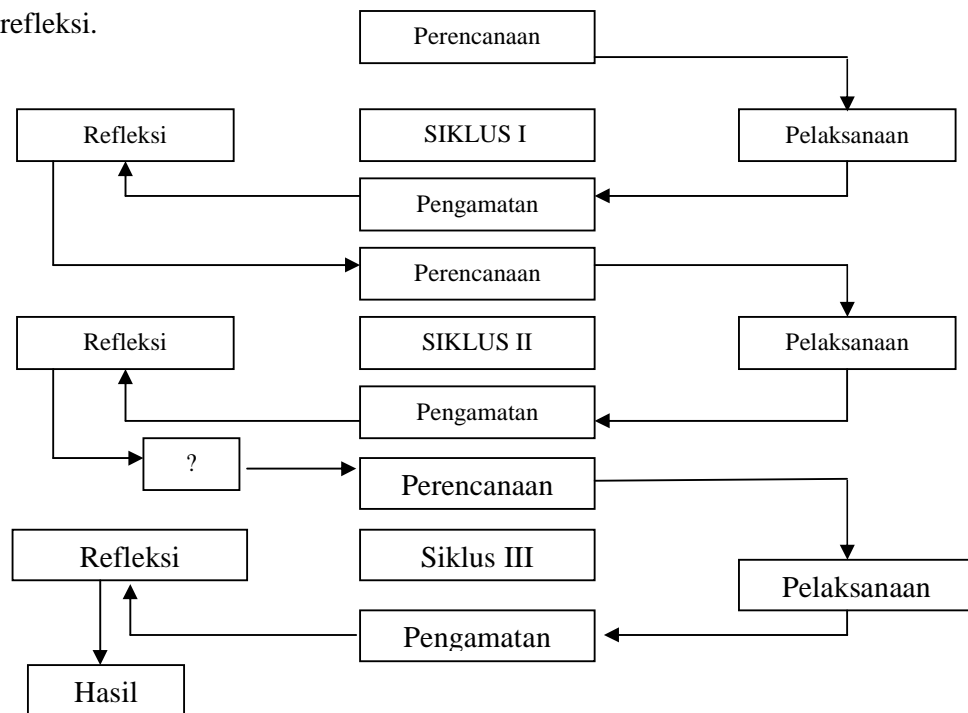 refleksi.
Perencanaan
Refleksi
SIKLUS I
Pelaksanaan
Pengamatan
Perencanaan
Refleksi
SIKLUS II
Pelaksanaan
Pengamatan
?
Perencanaan
Refleksi
Siklus III
Pelaksanaan
Pengamatan
Hasil